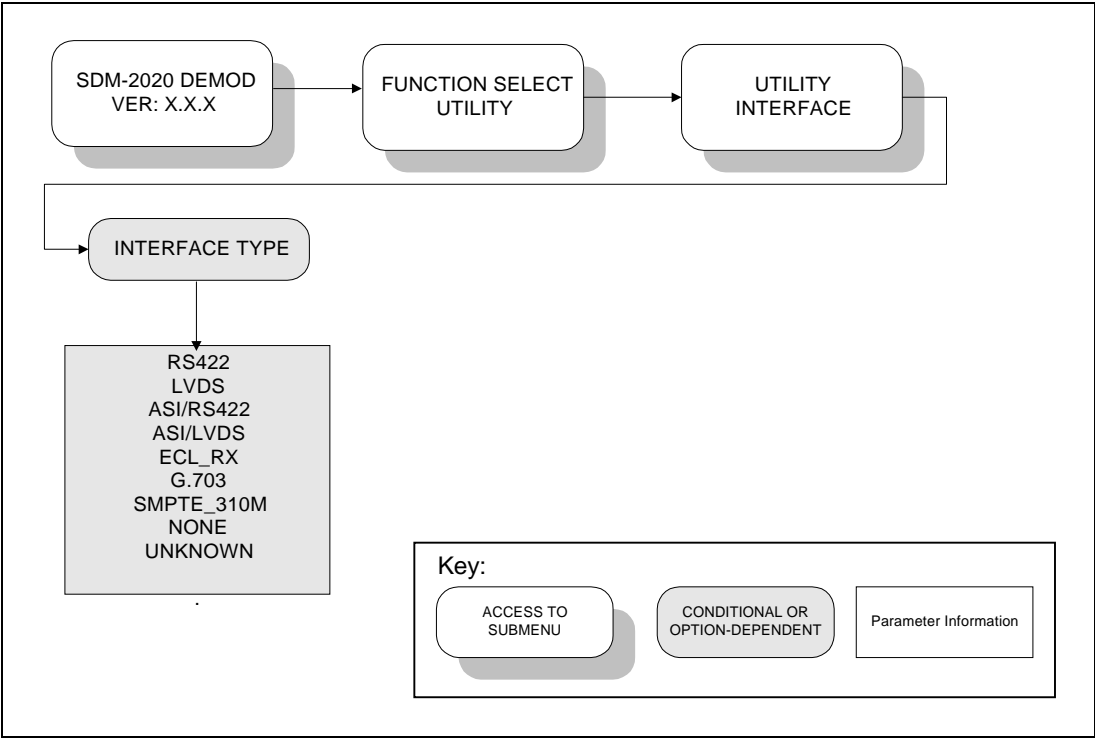 SDM-2020 DEMOD
VER: X.X.X
FUNCTION SELECT
UTILITY
UTILITY
INTERFACE
INTERFACE TYPE
RS422
LVDS
ASI/RS422
ASI/LVDS
ECL_RX
G.703
SMPTE_310M
NONE
UNKNOWN
.
Key:
ACCESS TO
SUBMENU
CONDITIONAL OR
OPTION-DEPENDENT
Parameter Information